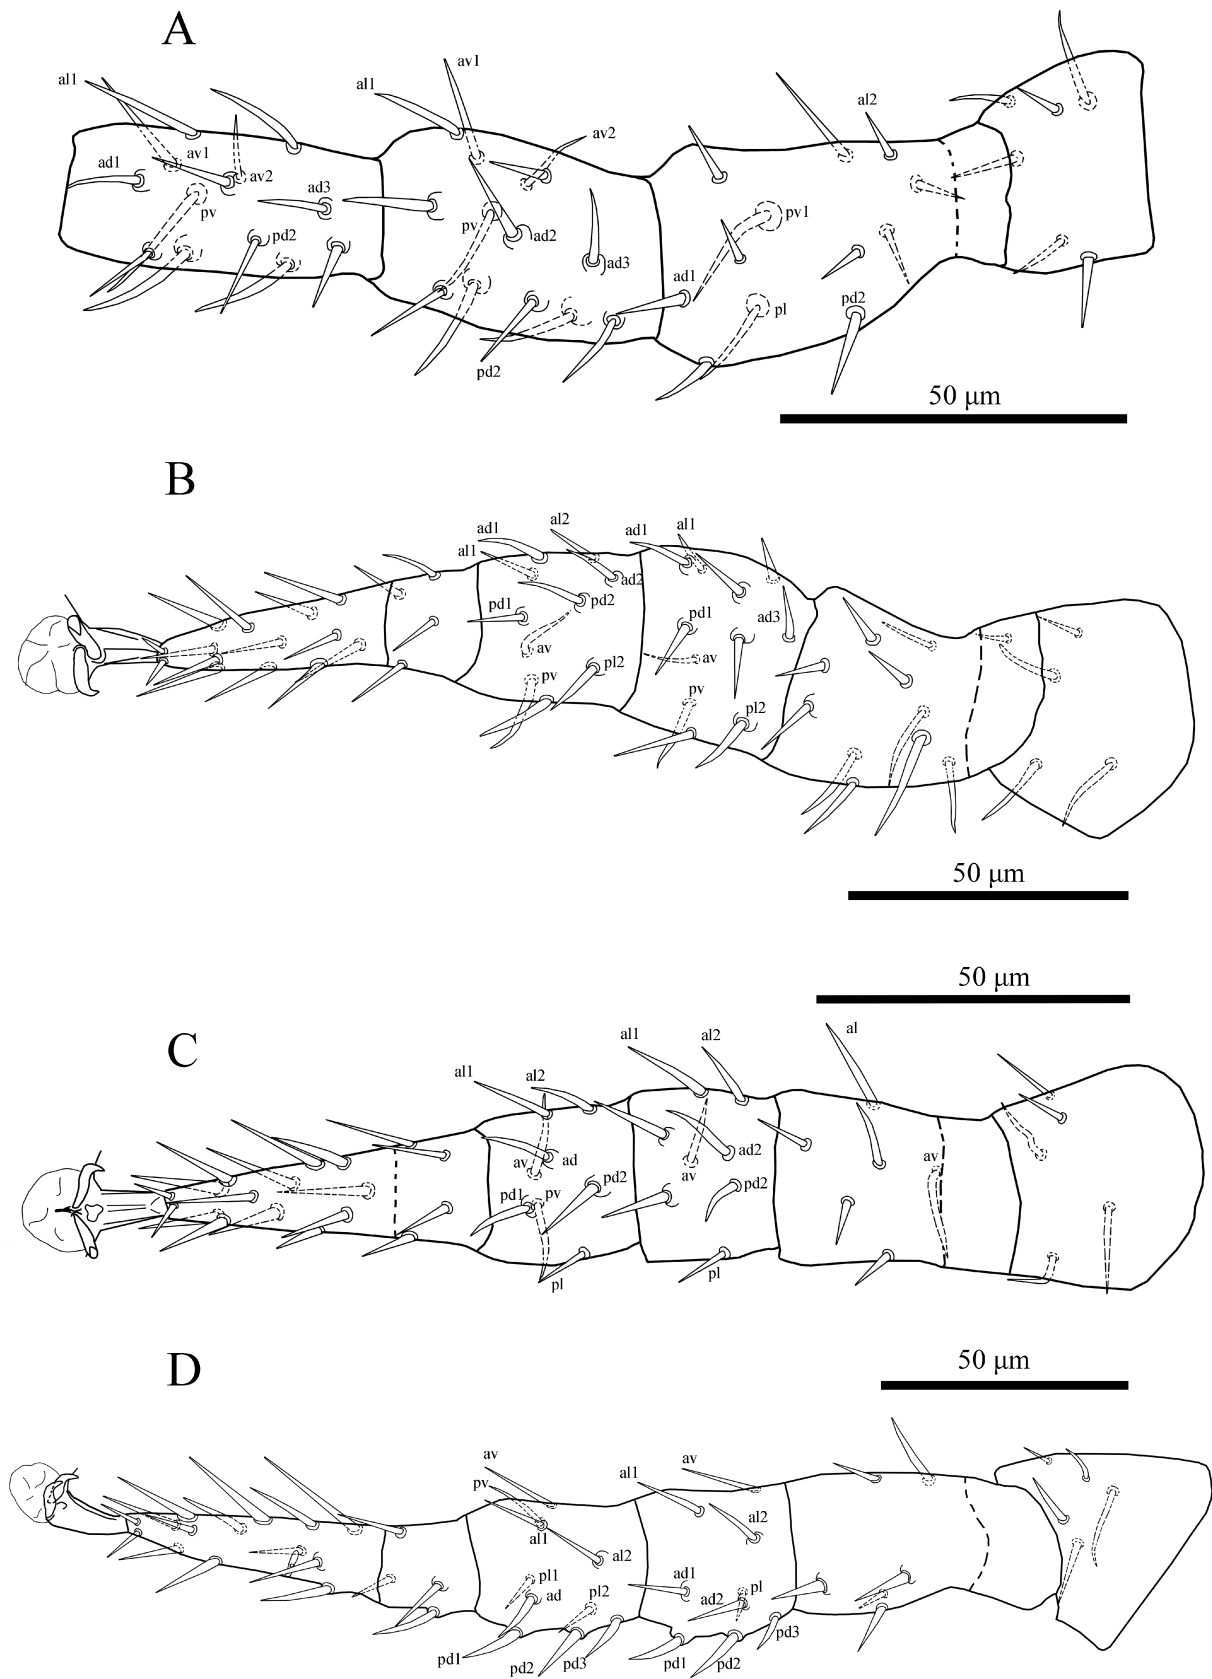 A
al1
av1
av2
ad1
pv
ad3
pd2
al1
av1
av2
pv
ad2
ad3
pd2
al2
pv1
ad1
pl
pd2
50 μm
B
ad1
al2
al1
ad2
pd2
pd1
av
pl2
pv
ad1
al1
ad3
pd1
av
pv
pl2
50 μm
50 μm
C
al1
al2
av
ad
pd1
pv
pd2
pl
al1
al2
av
ad2
pd2
pl
al
av
50 μm
D
av
pv
al1
al2
pl1
ad
pl2
pd1
pd2
pd3
av
al1
al2
ad1
ad2
pl
pd1
pd2
pd3